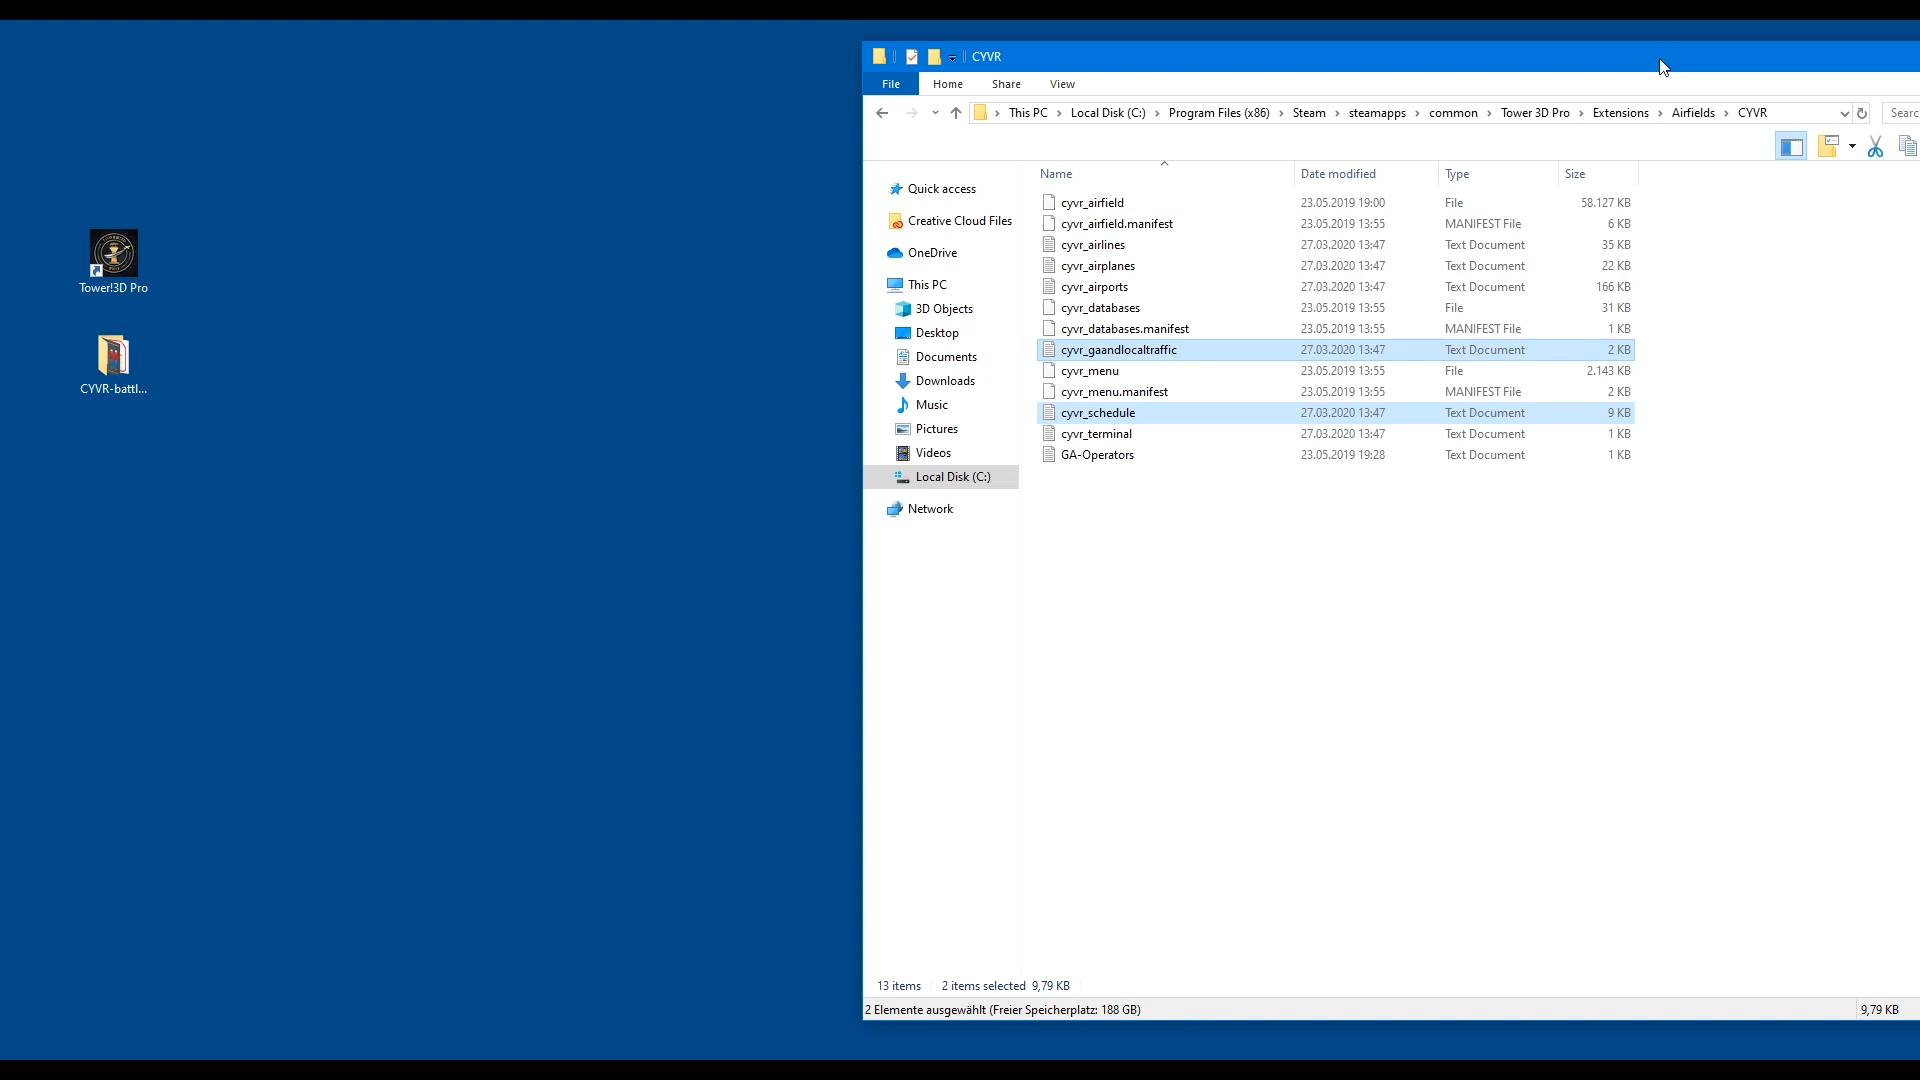 CYVR
File Home Share View
This PC Local Disk (C:) Program Files (x86) Steam steamapps common Tower 3D Pro Extensions Airfields CYVR Searc
Name Date modified Type Size
Quick access
Creative Cloud Files
OneDrive
This PC
3D Objects
Desktop
Documents
Downloads
Music
Pictures
Videos
Local Disk (C:)
Network
cyvr_airfield 23.05.2019 19:00 File 58.127 KB
cyvr_airfield.manifest 23.05.2019 13:55 MANIFEST File 6 KB
cyvr_airlines 27.03.2020 13:47 Text Document 35 KB
cyvr_airplanes 27.03.2020 13:47 Text Document 22 KB
cyvr_airports 27.03.2020 13:47 Text Document 166 KB
cyvr_databases 23.05.2019 13:55 File 31 KB
cyvr_databases.manifest 23.05.2019 13:55 MANIFEST File 1 KB
cyvr_gaandlocaltraffic 27.03.2020 13:47 Text Document 2 KB
cyvr_menu 23.05.2019 13:55 File 2.143 KB
cyvr_menu.manifest 23.05.2019 13:55 MANIFEST File 2 KB
cyvr_schedule 27.03.2020 13:47 Text Document 9 KB
cyvr_terminal 27.03.2020 13:47 Text Document 1 KB
GA-Operators 23.05.2019 19:28 Text Document 1 KB
Tower!3D Pro
CYVR-battl...
13 items 2 items selected 9,79 KB
2 Elemente ausgewählt (Freier Speicherplatz: 188 GB) 9,79 KB